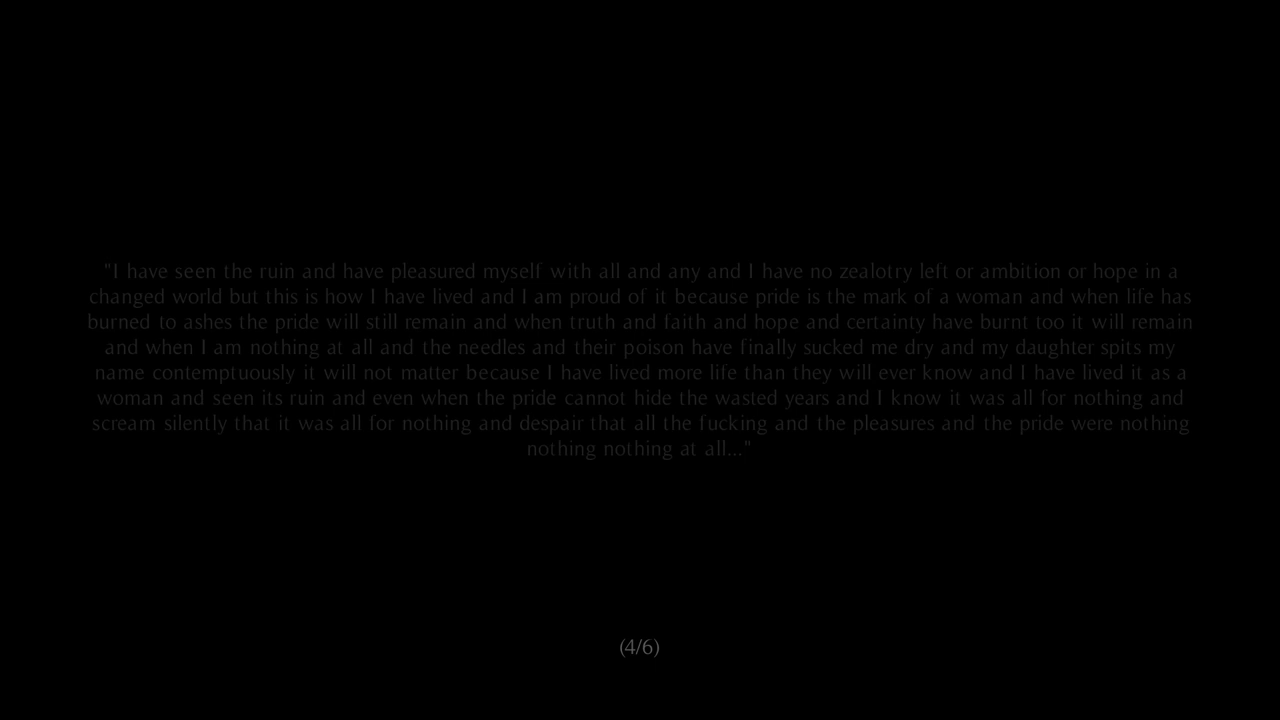 "I have seen the ruin and have pleasured myself with all and any and I have no zealotry left or ambition or hope in a
changed world but this is how I have lived and I am proud of it because pride is the mark of a woman and when life has
burned to ashes the pride will still remain and when truth and faith and hope and certainty have burnt too it will remain
and when I am nothing at all and the needles and their poison have finally sucked me dry and my daughter spits my
name contemptuously it will not matter because I have lived more life than they will ever know and I have lived it as a
woman and seen its ruin and even when the pride cannot hide the wasted years and I know it was all for nothing and
scream silently that it was all for nothing and despair that all the fucking and the pleasures and the pride were nothing
nothing nothing at all..."
(4/6)